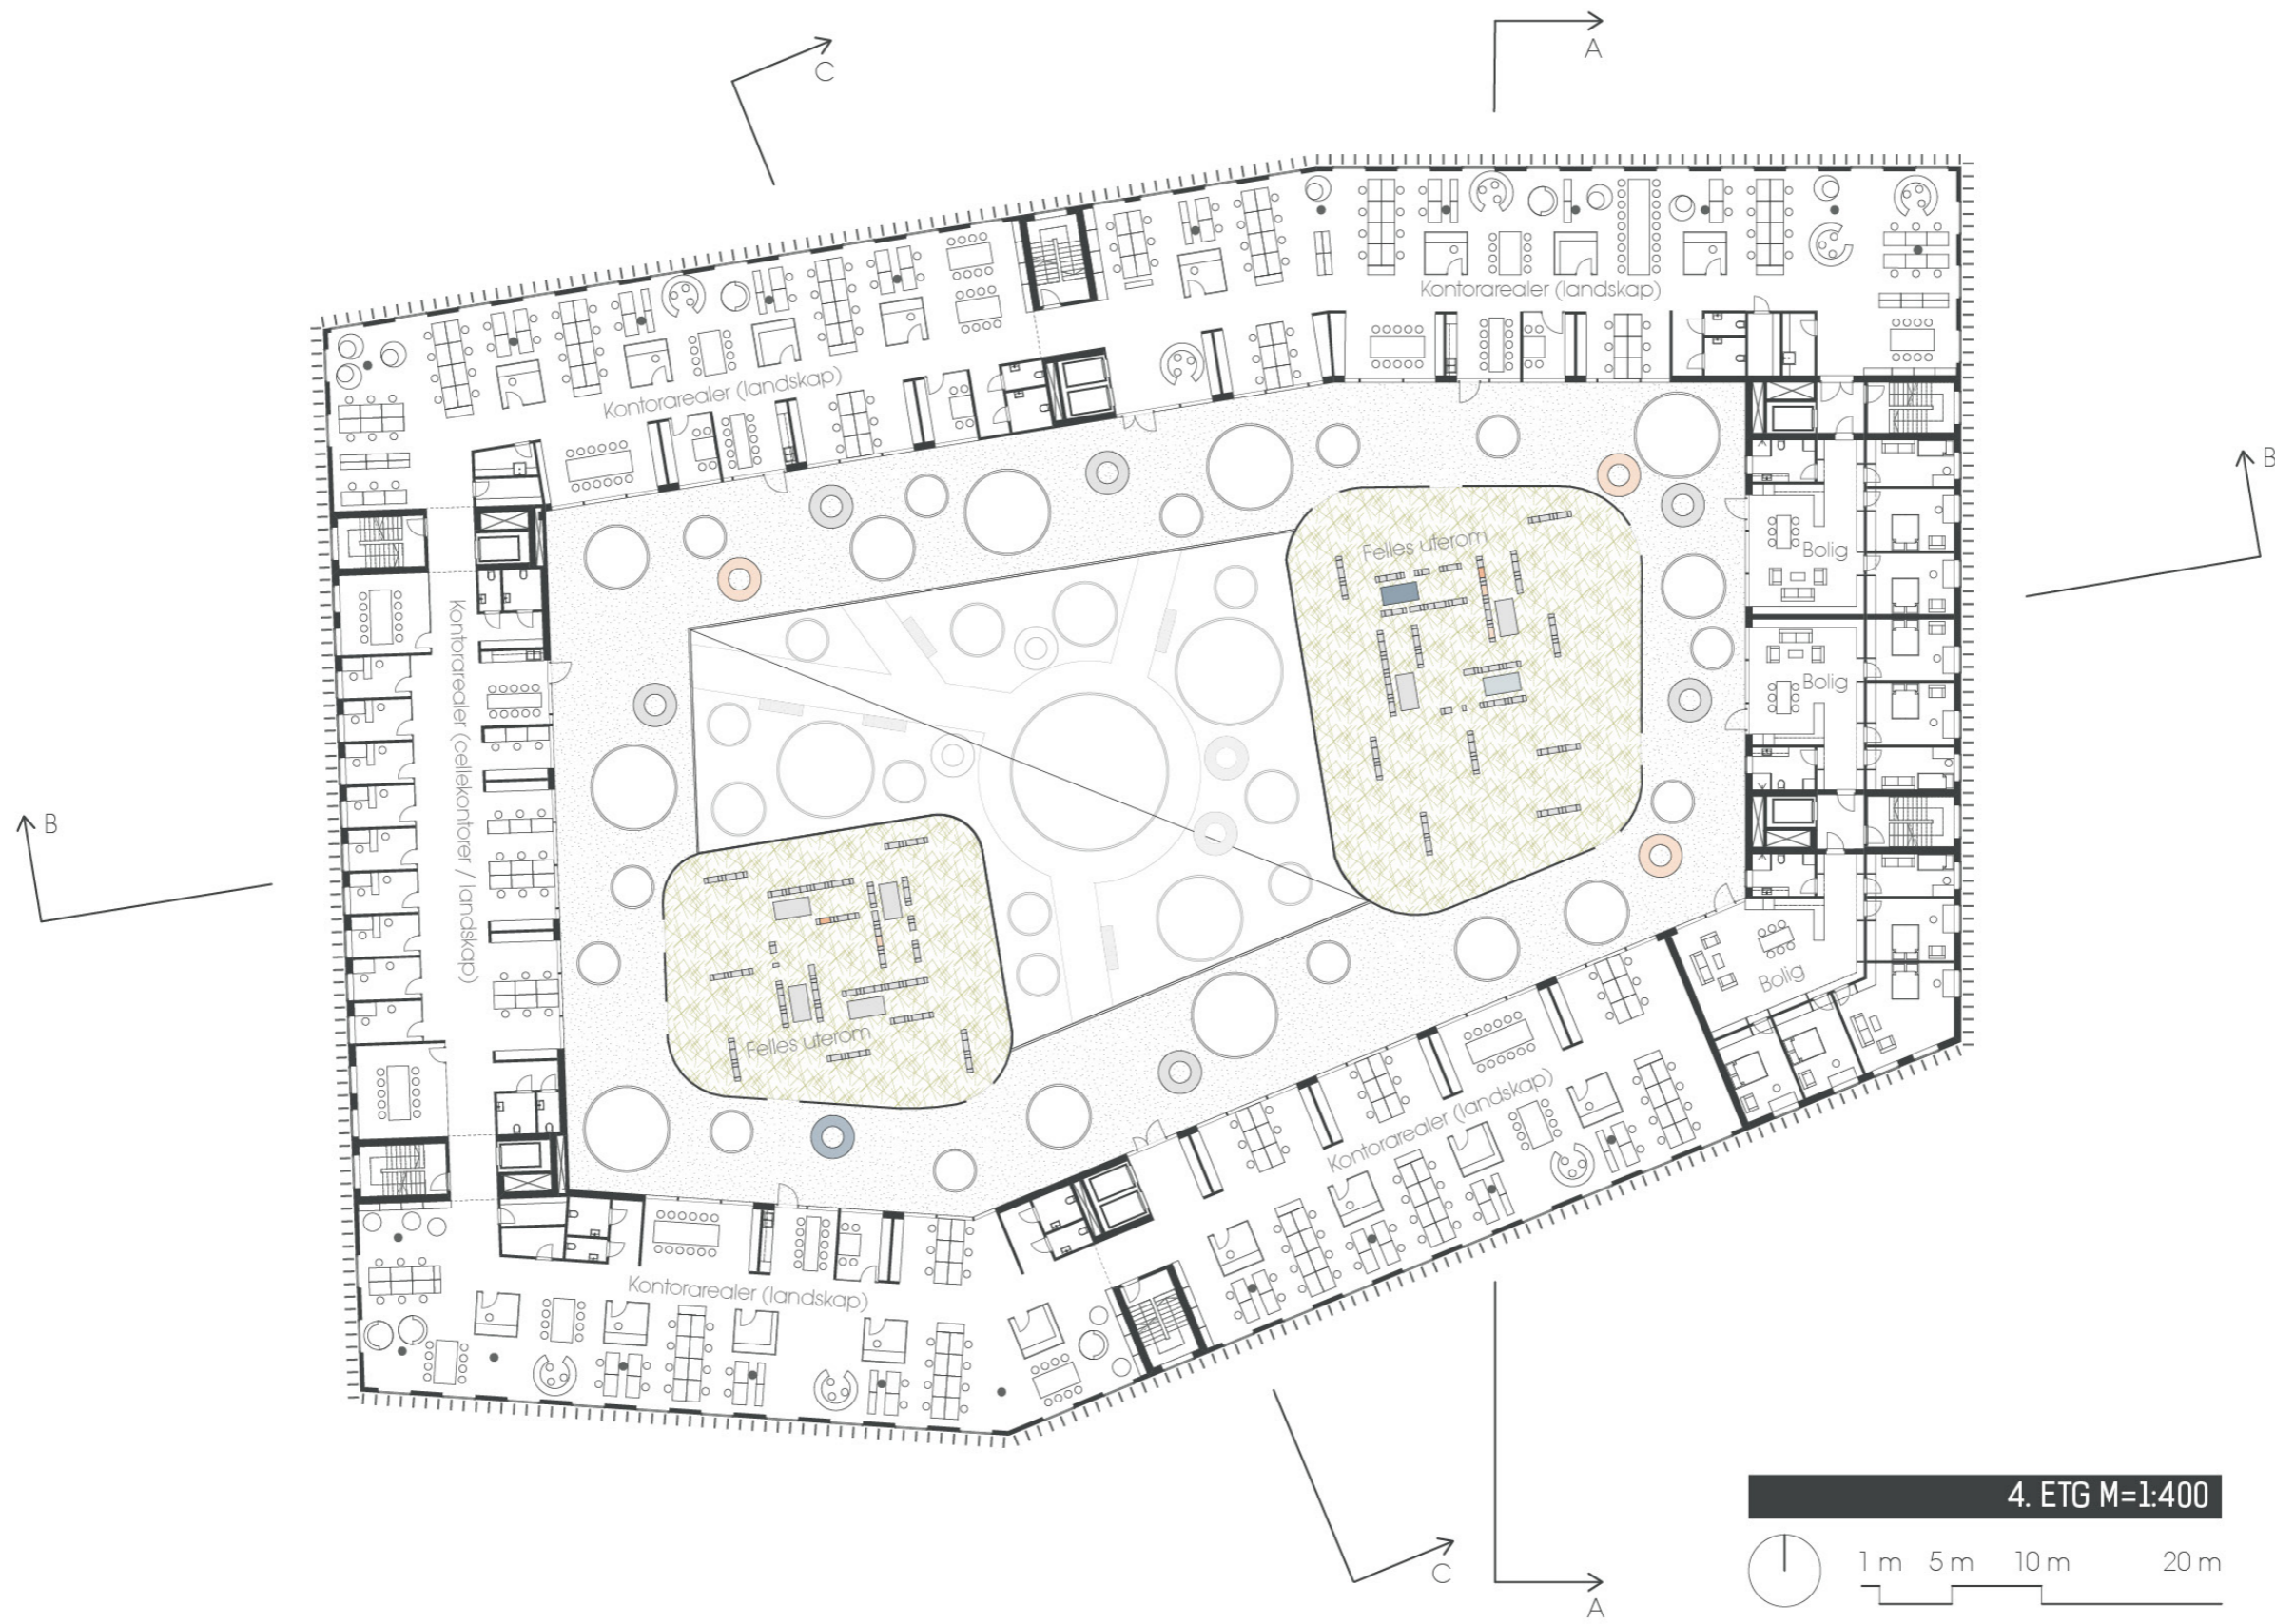 A
C
Kontorarealer (landskap)
Kontorarealer (landskap)
B
Felles uterom
Bolig
Kontorarealer (cellekontorer / landskap)
Bolig
B
Bolig
Felles uterom
Kontorarealer (landskap)
Kontorarealer (landskap)
4. ETG M=1:400
1 m 5 m 10 m 20 m
C
A